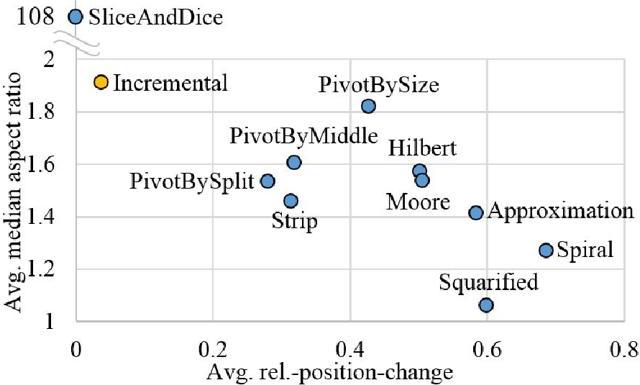 108
SliceAndDice
2
Incremental
PivotBySize
1.8
PivotByMiddle
Hilbert
1.6
PivotBySplit
Moore
Strip
1.4
Approximation
Spiral
1.2
Squarified
1
0
0.2
0.4
0.6
0.8
Avg. rel.-position-change
Avg. median aspect ratio